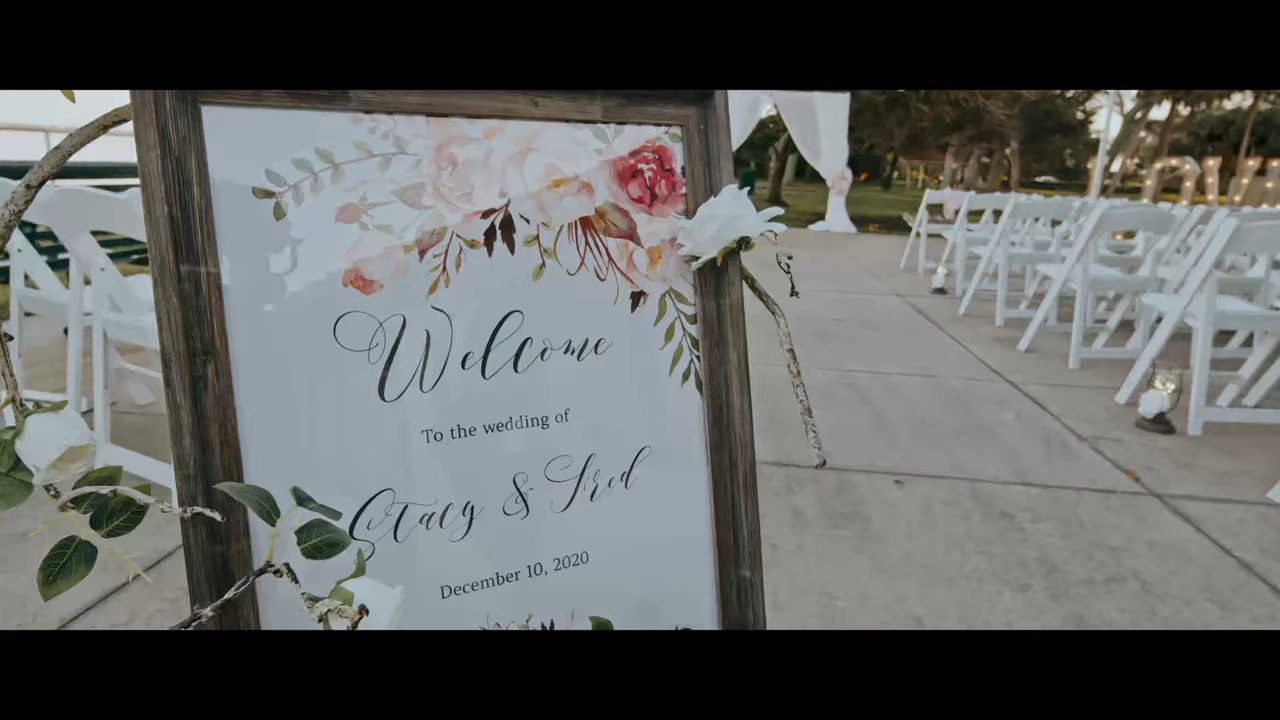 Welcome
To the wedding of
Stacy & Fred
December 10, 2020